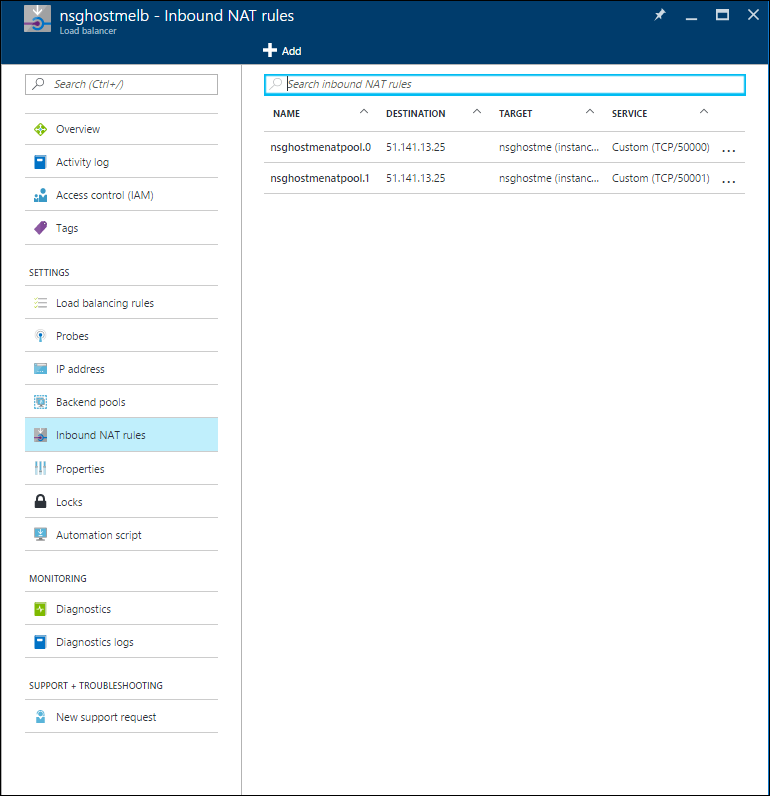 nsghostmelb - Inbound NAT rules
Load balancer
Add
Search (Ctrl+/)
Overview
Activity log
Access control (IAM)
Tags
SETTINGS
Load balancing rules
Probes
IP address
Backend pools
Inbound NAT rules
Properties
Locks
Automation script
MONITORING
Diagnostics
Diagnostics logs
SUPPORT + TROUBLESHOOTING
New support request
Search inbound NAT rules
NAME DESTINATION TARGET SERVICE
nsghostmenatpool.0 51.141.13.25 nsghostme (instanc... Custom (TCP/50000) ...
nsghostmenatpool.1 51.141.13.25 nsghostme (instanc... Custom (TCP/50001) ...